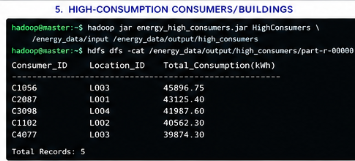 5. HIGH-CONSUMPTION CONSUMERS/BUILDINGS
hadoop@master:~$ hadoop jar energy_high_consumers.jar HighConsumers \
/energy_data/input /energy_data/output/high_consumers
hadoop@master:~$ hdfs dfs -cat /energy_data/output/high_consumers/part-r-00000
Consumer_ID Location_ID Total_Consumption(kWh)
------------------------------------------------
C1056 L003 45896.75
C2087 L001 43125.40
C3098 L004 41987.60
C1102 L002 40562.30
C4077 L003 39874.30
Total Records: 5